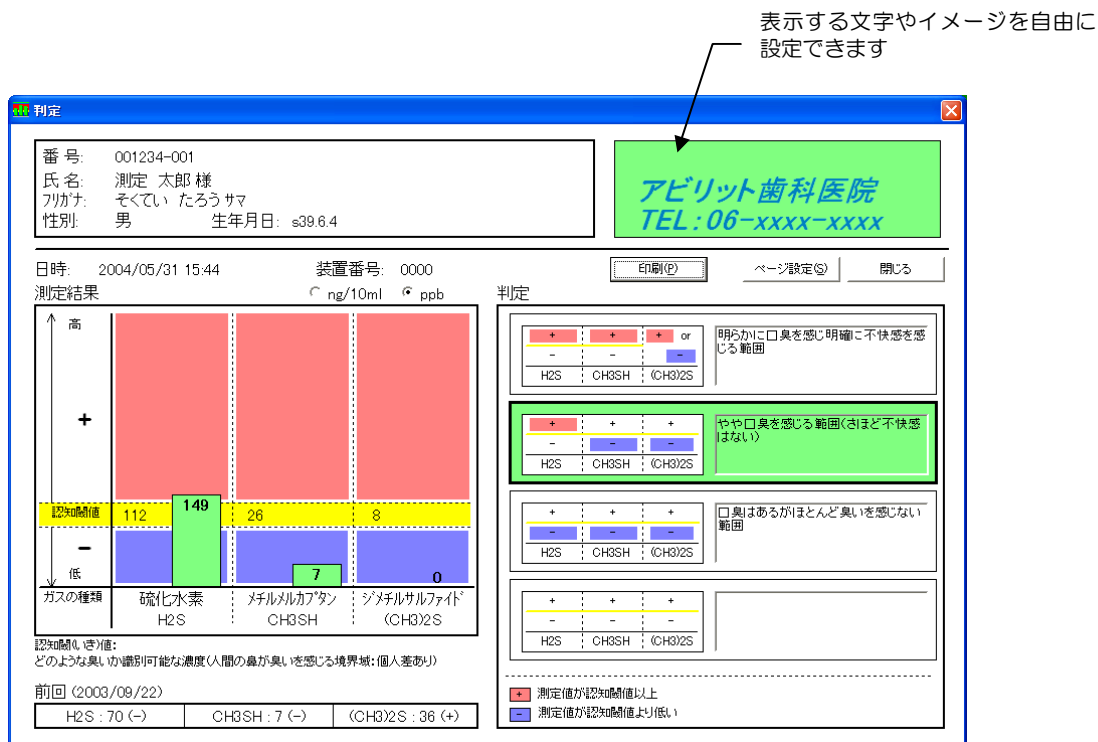 表示する文字やイメージを自由に
設定できます
判定
番 号: 001234-001
氏 名: 測定 太郎 様
フリガナ: そくてい たろう サマ
性別: 男 生年月日: s39.6.4
アビリット歯科医院
TEL:06-xxxx-xxxx
日時: 2004/05/31 15:44 装置番号: 0000
印刷(P) ページ設定(S) 閉じる
測定結果 ng/10ml ppb
高
+
認知閾値 112 149 26 8
-
低
7 0
ガスの種類 硫化水素 メチルメルカプタン ジメチルサルファイド
H2S CH3SH (CH3)2S
認知閾(いき)値:
どのような臭いか識別可能な濃度(人間の鼻が臭いを感じる境界域:個人差あり)
前回 (2003/09/22)
H2S : 70 (-) CH3SH : 7 (-) (CH3)2S : 36 (+)
判定
+ + + or
- - -
H2S CH3SH (CH3)2S
明らかに口臭を感じ明確に不快感を感
じる範囲
+ + +
- - -
H2S CH3SH (CH3)2S
やや口臭を感じる範囲(さほど不快感
はない)
+ + +
- - -
H2S CH3SH (CH3)2S
口臭はあるがほとんど臭いを感じない
範囲
+ + +
- - -
H2S CH3SH (CH3)2S
+ 測定値が認知閾値以上
- 測定値が認知閾値より低い